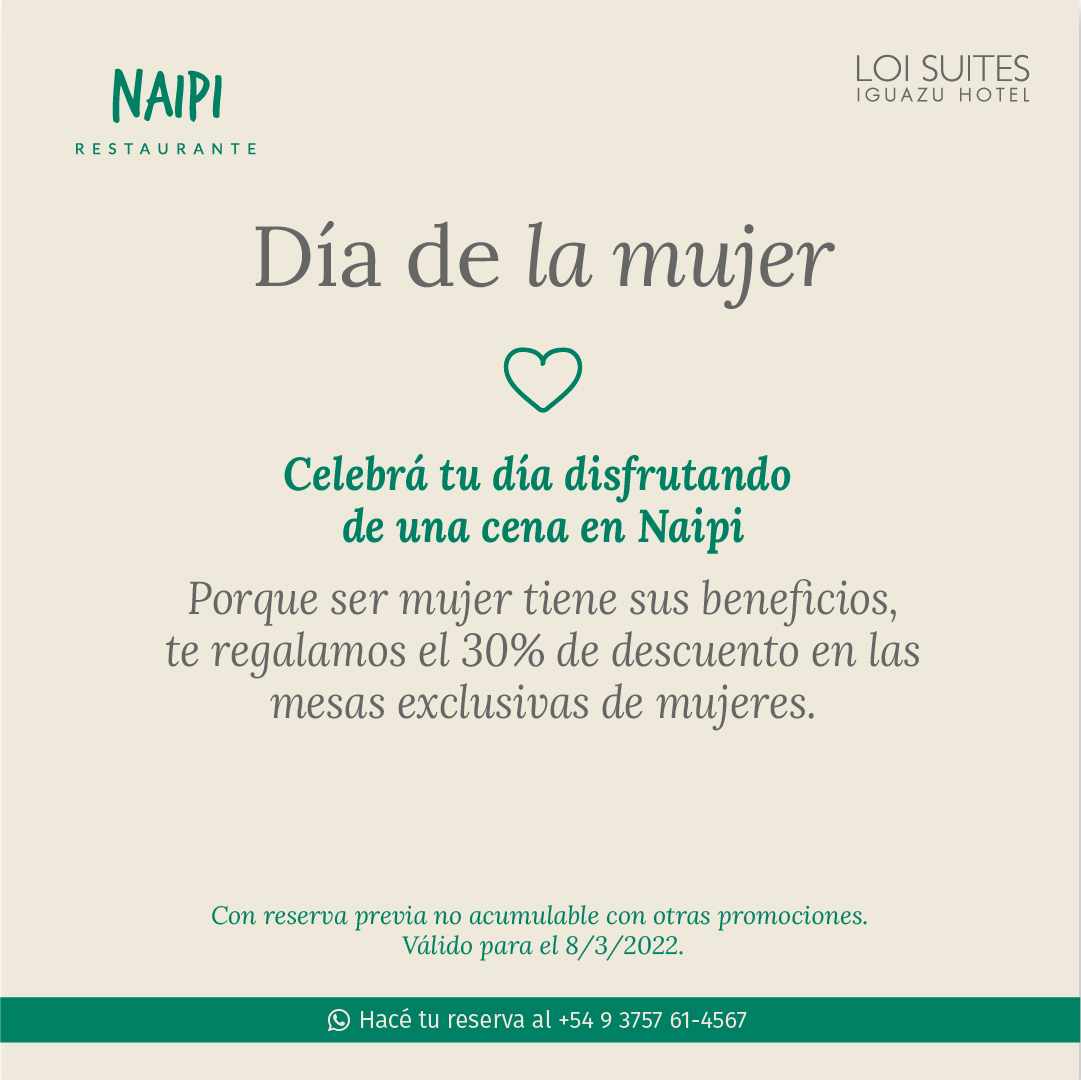 NAIPI
RESTAURANTE
LOI SUITES
IGUAZU HOTEL
Día de la mujer
Celebrá tu día disfrutando
de una cena en Naipi
Porque ser mujer tiene sus beneficios,
te regalamos el 30% de descuento en las
mesas exclusivas de mujeres.
Con reserva previa no acumulable con otras promociones.
Válido para el 8/3/2022.
Hacé tu reserva al +54 9 3757 61-4567